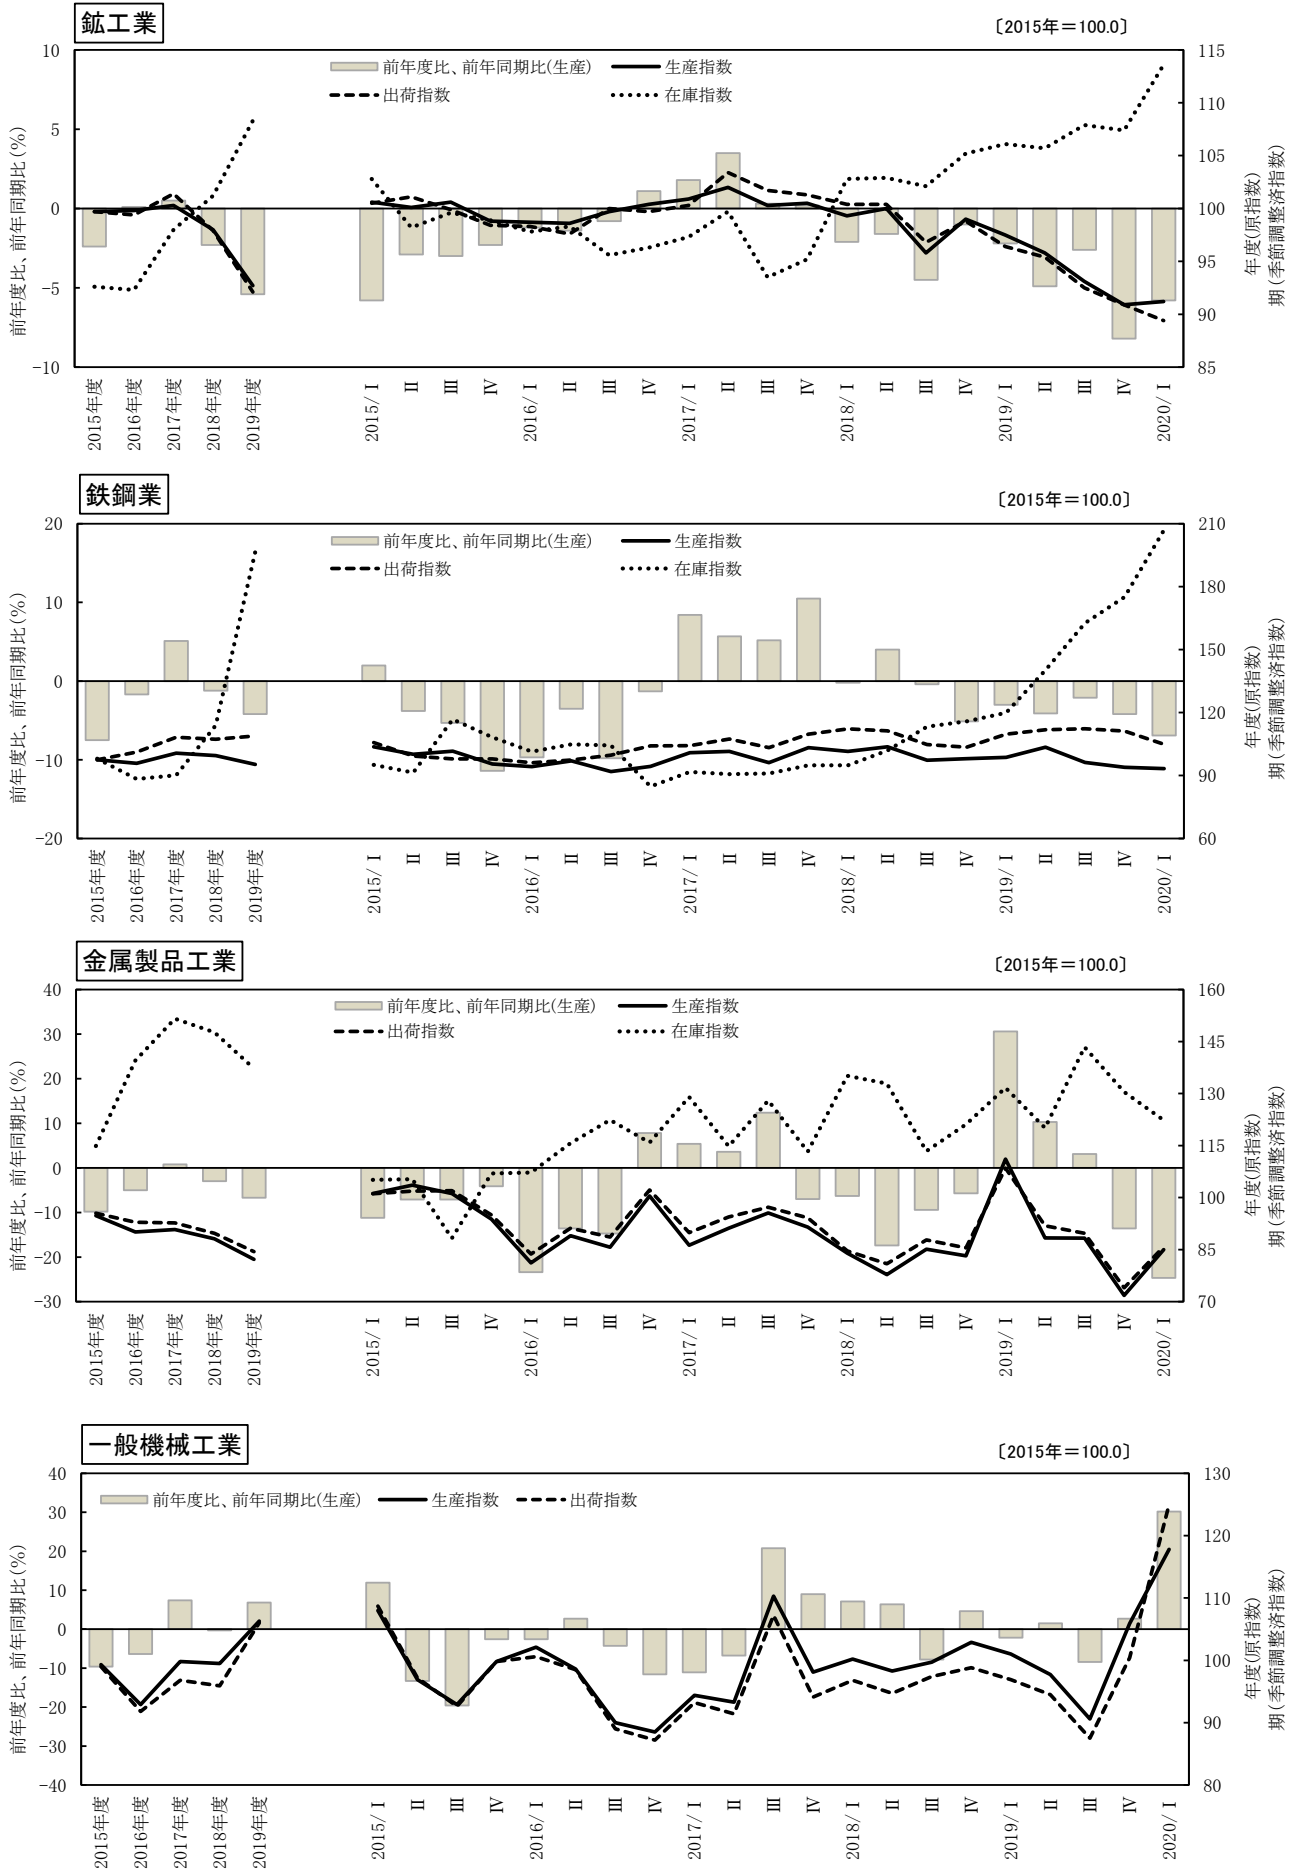 鉱工業
〔2015年＝100.0〕
前年度比、前年同期比(生産)
生産指数
出荷指数
在庫指数
前年度比、前年同期比(%)
10
5
0
-5
-10
115
110
105
100
95
90
85
年度(原指数)
期(季節調整済指数)
2015年度
2016年度
2017年度
2018年度
2019年度
2015/Ⅰ
Ⅱ
Ⅲ
Ⅳ
2016/Ⅰ
Ⅱ
Ⅲ
Ⅳ
2017/Ⅰ
Ⅱ
Ⅲ
Ⅳ
2018/Ⅰ
Ⅱ
Ⅲ
Ⅳ
2019/Ⅰ
Ⅱ
Ⅲ
Ⅳ
2020/Ⅰ
鉄鋼業
〔2015年＝100.0〕
前年度比、前年同期比(生産)
生産指数
出荷指数
在庫指数
前年度比、前年同期比(%)
20
10
0
-10
-20
210
180
150
120
90
60
年度(原指数)
期(季節調整済指数)
2015年度
2016年度
2017年度
2018年度
2019年度
2015/Ⅰ
Ⅱ
Ⅲ
Ⅳ
2016/Ⅰ
Ⅱ
Ⅲ
Ⅳ
2017/Ⅰ
Ⅱ
Ⅲ
Ⅳ
2018/Ⅰ
Ⅱ
Ⅲ
Ⅳ
2019/Ⅰ
Ⅱ
Ⅲ
Ⅳ
2020/Ⅰ
金属製品工業
〔2015年＝100.0〕
前年度比、前年同期比(生産)
生産指数
出荷指数
在庫指数
前年度比、前年同期比(%)
40
30
20
10
0
-10
-20
-30
160
145
130
115
100
85
70
年度(原指数)
期(季節調整済指数)
2015年度
2016年度
2017年度
2018年度
2019年度
2015/Ⅰ
Ⅱ
Ⅲ
Ⅳ
2016/Ⅰ
Ⅱ
Ⅲ
Ⅳ
2017/Ⅰ
Ⅱ
Ⅲ
Ⅳ
2018/Ⅰ
Ⅱ
Ⅲ
Ⅳ
2019/Ⅰ
Ⅱ
Ⅲ
Ⅳ
2020/Ⅰ
一般機械工業
〔2015年＝100.0〕
前年度比、前年同期比(生産)
生産指数
出荷指数
前年度比、前年同期比(%)
40
30
20
10
0
-10
-20
-30
-40
130
120
110
100
90
80
年度(原指数)
期(季節調整済指数)
2015年度
2016年度
2017年度
2018年度
2019年度
2015/Ⅰ
Ⅱ
Ⅲ
Ⅳ
2016/Ⅰ
Ⅱ
Ⅲ
Ⅳ
2017/Ⅰ
Ⅱ
Ⅲ
Ⅳ
2018/Ⅰ
Ⅱ
Ⅲ
Ⅳ
2019/Ⅰ
Ⅱ
Ⅲ
Ⅳ
2020/Ⅰ